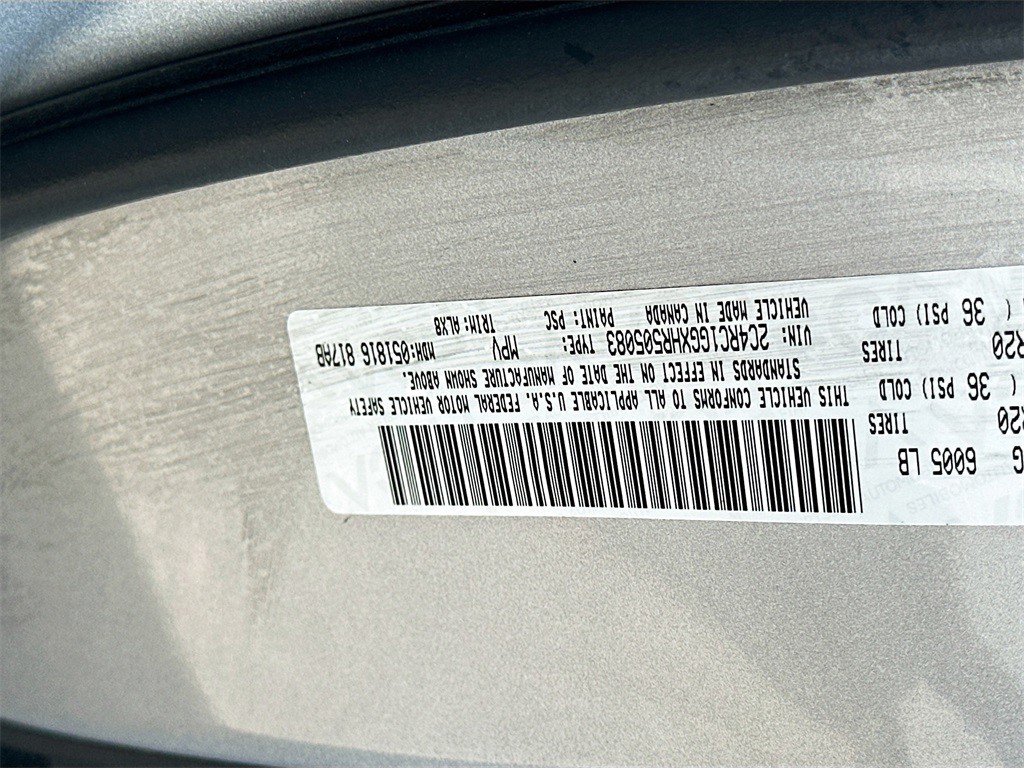 G 6005 LB
TIRES
R20
( 36 PSI) COLD
TIRES
R20
( 36 PSI) COLD
THIS VEHICLE CONFORMS TO ALL APPLICABLE U.S.A. FEDERAL MOTOR VEHICLE SAFETY
STANDARDS IN EFFECT ON THE DATE OF MANUFACTURE SHOWN ABOVE.
VIN: 2C4RC1GGXHR505083 TYPE: MPV MDH:051816 817AB
VEHICLE MADE IN CANADA PAINT: PSC TRIM: ALX8